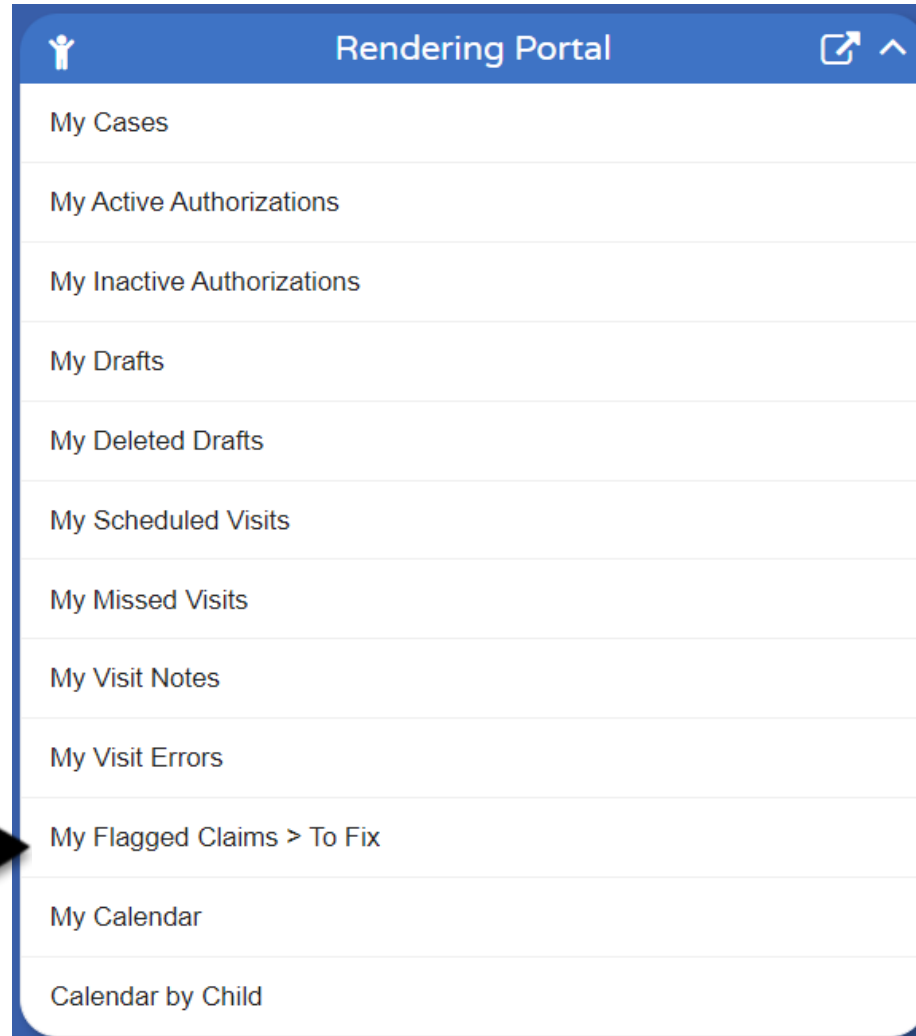 Rendering Portal
My Cases
My Active Authorizations
My Inactive Authorizations
My Drafts
My Deleted Drafts
My Scheduled Visits
My Missed Visits
My Visit Notes
My Visit Errors
My Flagged Claims > To Fix
My Calendar
Calendar by Child